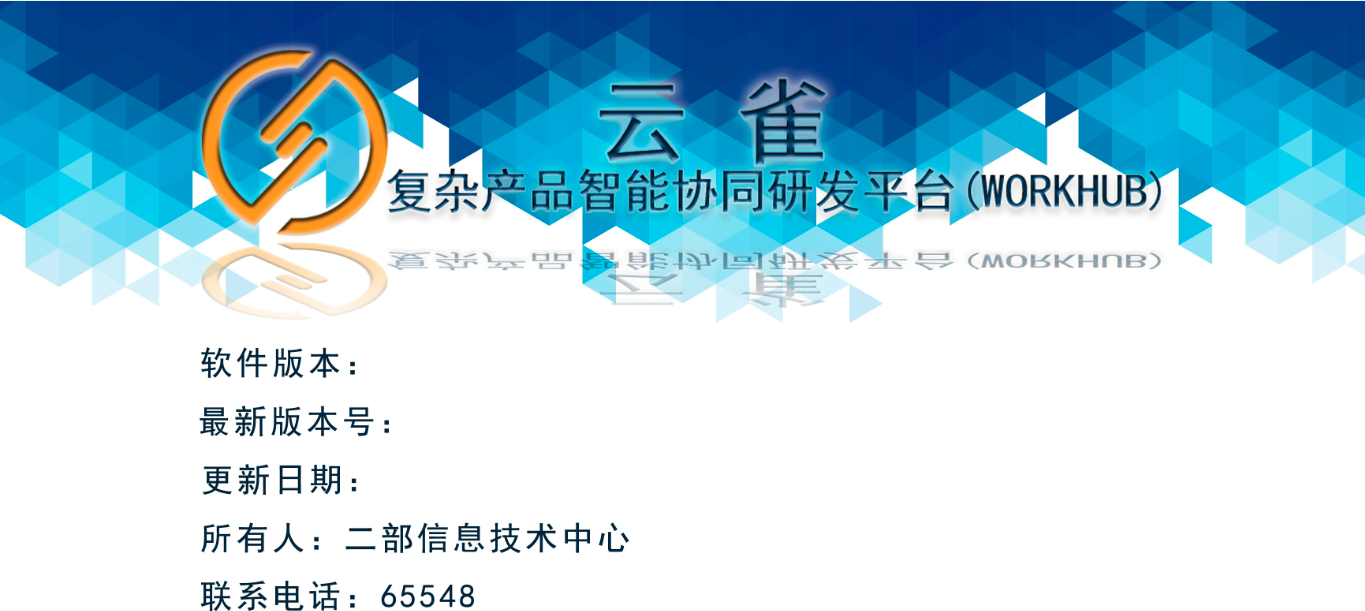 云雀
复杂产品智能协同研发平台(WORKHUB)
软件版本：
最新版本号：
更新日期：
所有人：二部信息技术中心
联系电话：65548